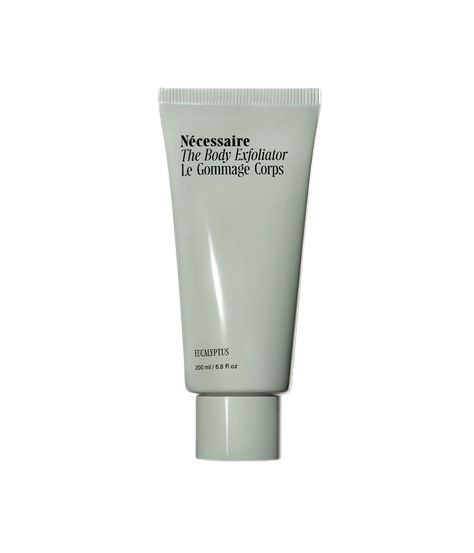 Nécessaire
The Body Exfoliator
Le Gommage Corps
EUCALYPTUS
200 ml / 6.8 fl oz